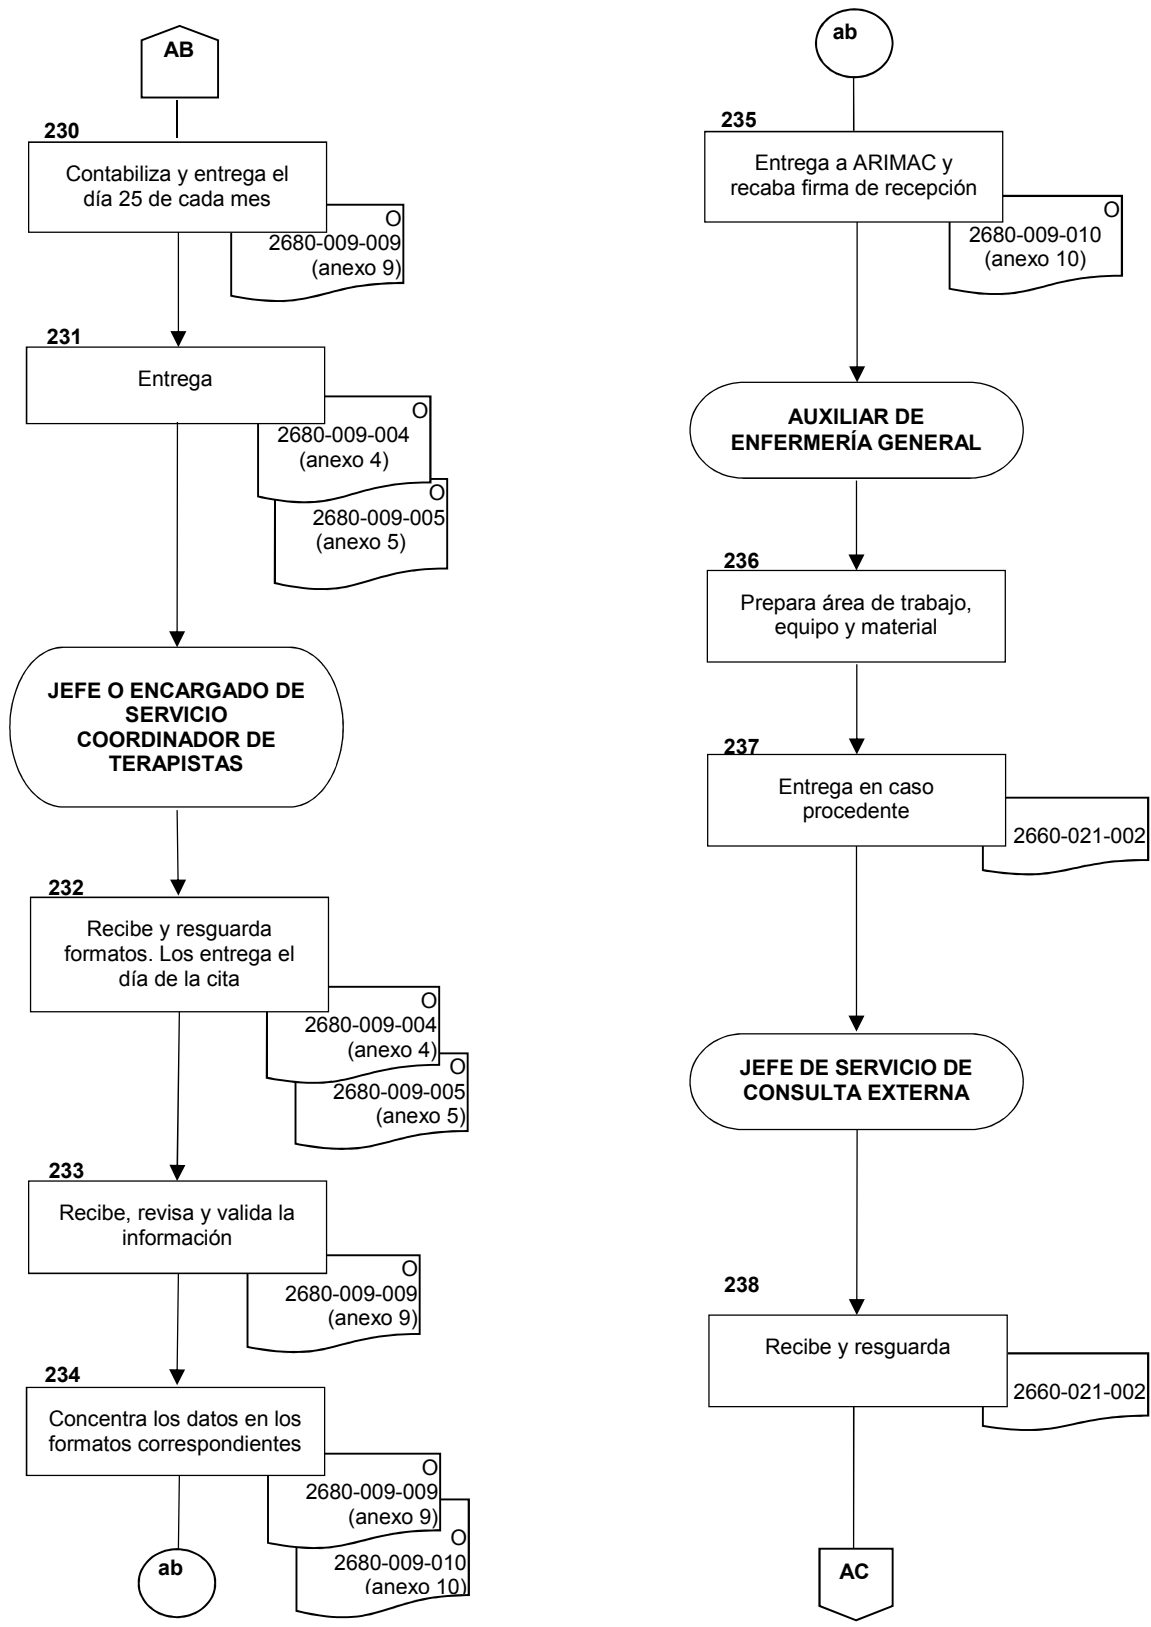 AB
230
Contabiliza y entrega el
día 25 de cada mes
O
2680-009-009
(anexo 9)
231
Entrega
O
2680-009-004
(anexo 4)
O
2680-009-005
(anexo 5)
JEFE O ENCARGADO DE
SERVICIO
COORDINADOR DE
TERAPISTAS
232
Recibe y resguarda
formatos. Los entrega el
día de la cita
O
2680-009-004
(anexo 4)
O
2680-009-005
(anexo 5)
233
Recibe, revisa y valida la
información
O
2680-009-009
(anexo 9)
234
Concentra los datos en los
formatos correspondientes
O
2680-009-009
(anexo 9)
O
2680-009-010
(anexo 10)
ab
ab
235
Entrega a ARIMAC y
recaba firma de recepción
O
2680-009-010
(anexo 10)
AUXILIAR DE
ENFERMERÍA GENERAL
236
Prepara área de trabajo,
equipo y material
237
Entrega en caso
procedente
2660-021-002
JEFE DE SERVICIO DE
CONSULTA EXTERNA
238
Recibe y resguarda
2660-021-002
AC